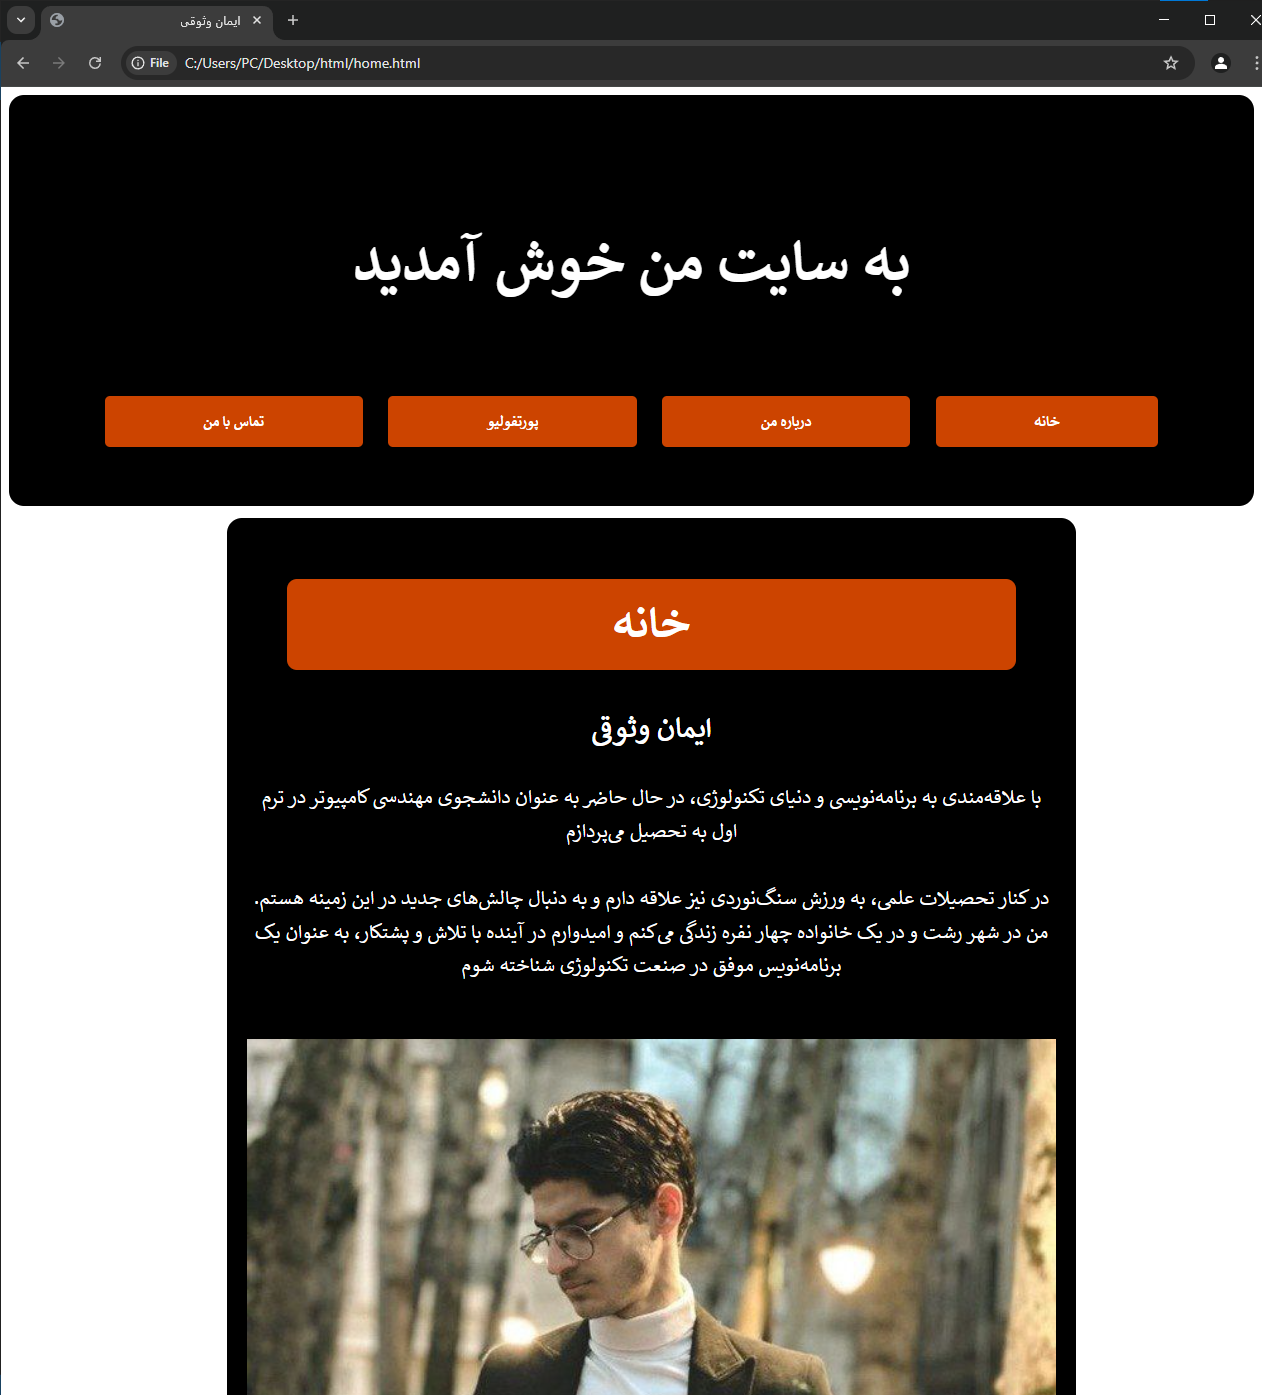 ایمان وثوقی
File
C:/Users/PC/Desktop/html/home.html
به سایت من خوش آمدید
خانه
درباره من
پورتفولیو
تماس با من
خانه
ایمان وثوقی
با علاقه‌مندی به برنامه‌نویسی و دنیای تکنولوژی، در حال حاضر به عنوان دانشجوی مهندسی کامپیوتر در ترم
اول به تحصیل می‌پردازم
در کنار تحصیلات علمی، به ورزش سنگ‌نوردی نیز علاقه دارم و به دنبال چالش‌های جدید در این زمینه هستم.
من در شهر رشت و در یک خانواده چهار نفره زندگی می‌کنم و امیدوارم در آینده با تلاش و پشتکار، به عنوان یک
برنامه‌نویس موفق در صنعت تکنولوژی شناخته شوم